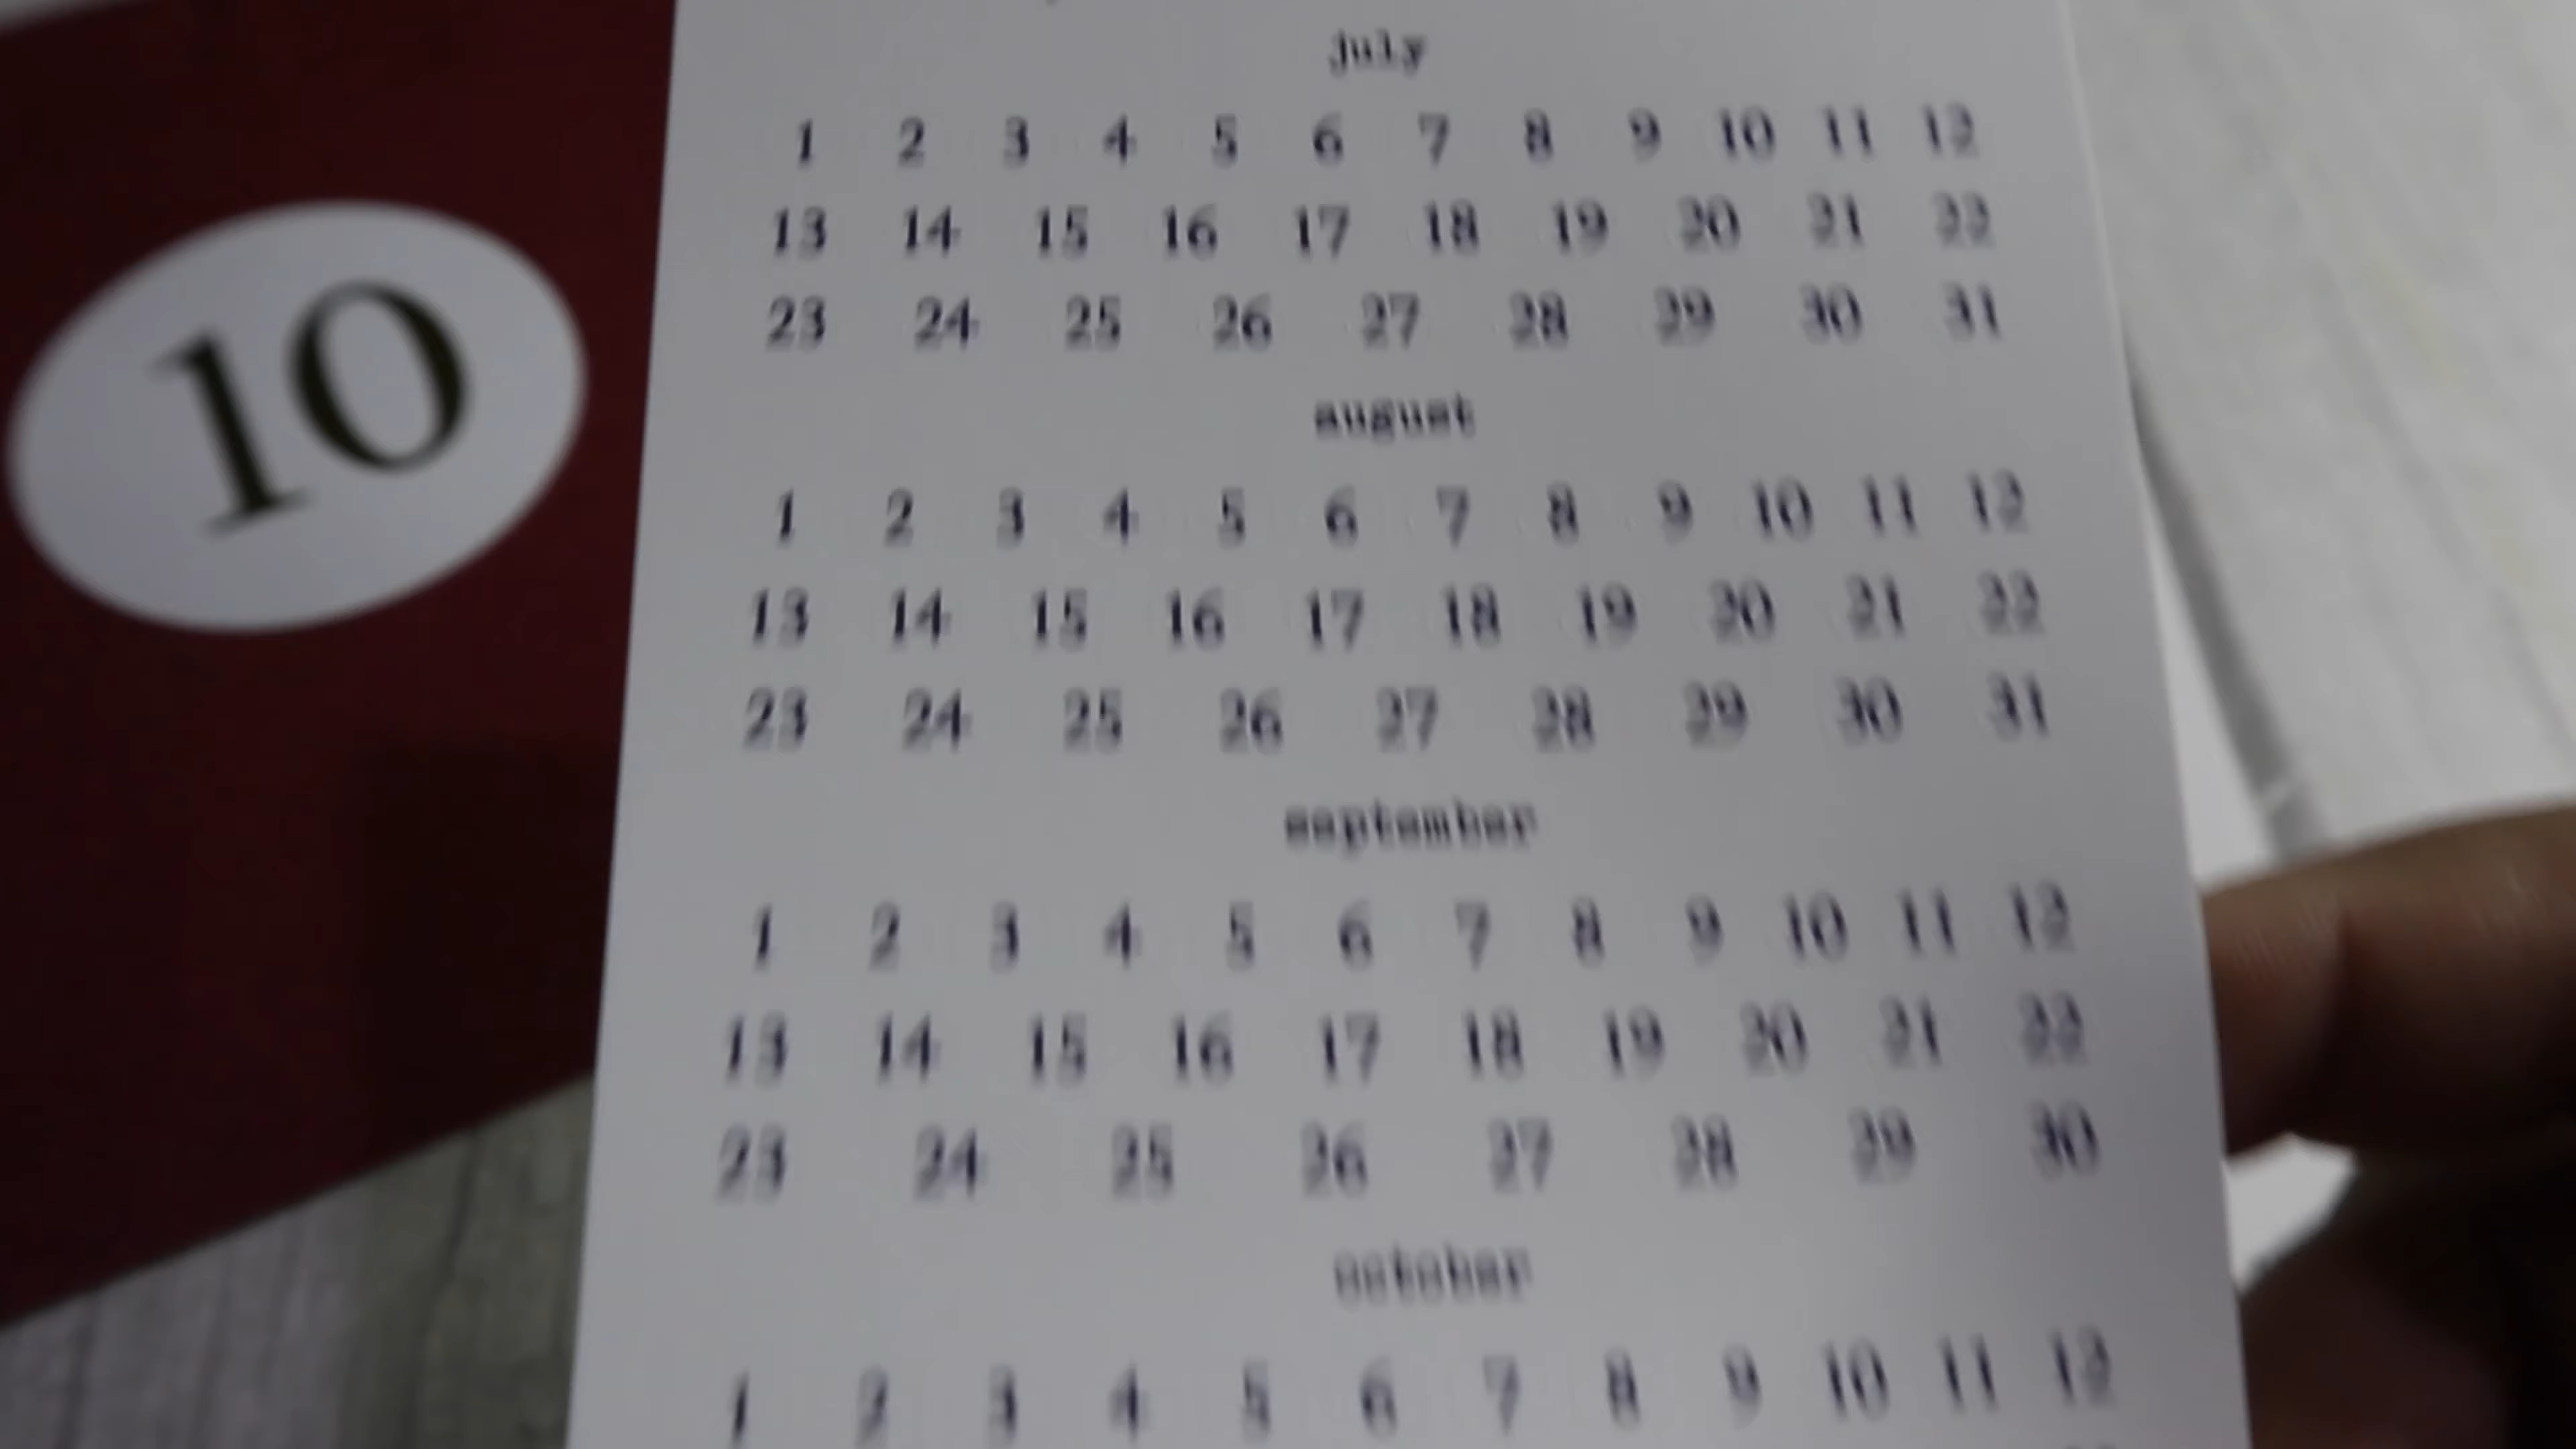 10
july
1 2 3 4 5 6 7 8 9 10 11 12
13 14 15 16 17 18 19 20 21 22
23 24 25 26 27 28 29 30 31
august
1 2 3 4 5 6 7 8 9 10 11 12
13 14 15 16 17 18 19 20 21 22
23 24 25 26 27 28 29 30 31
september
1 2 3 4 5 6 7 8 9 10 11 12
13 14 15 16 17 18 19 20 21 22
23 24 25 26 27 28 29 30
october
1 2 3 4 5 6 7 8 9 10 11 12